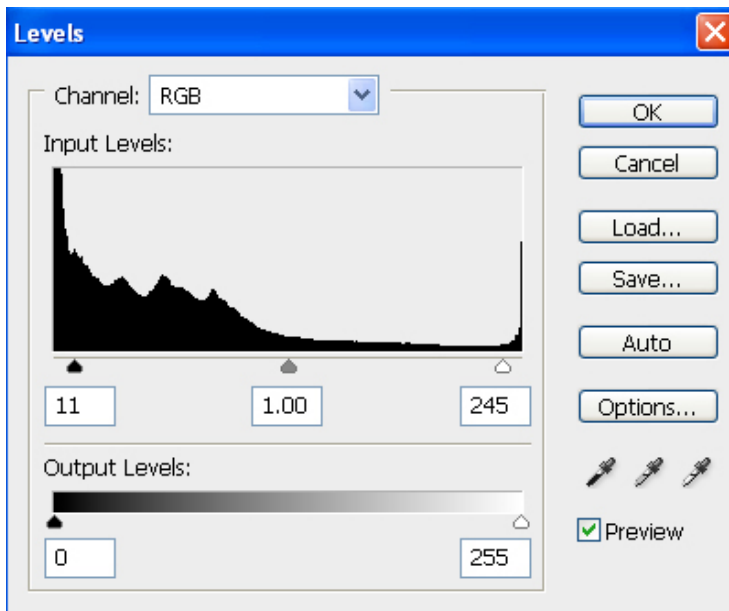 Levels
Channel: RGB
Input Levels:
11 1.00 245
Output Levels:
0 255
OK
Cancel
Load...
Save...
Auto
Options...
Preview